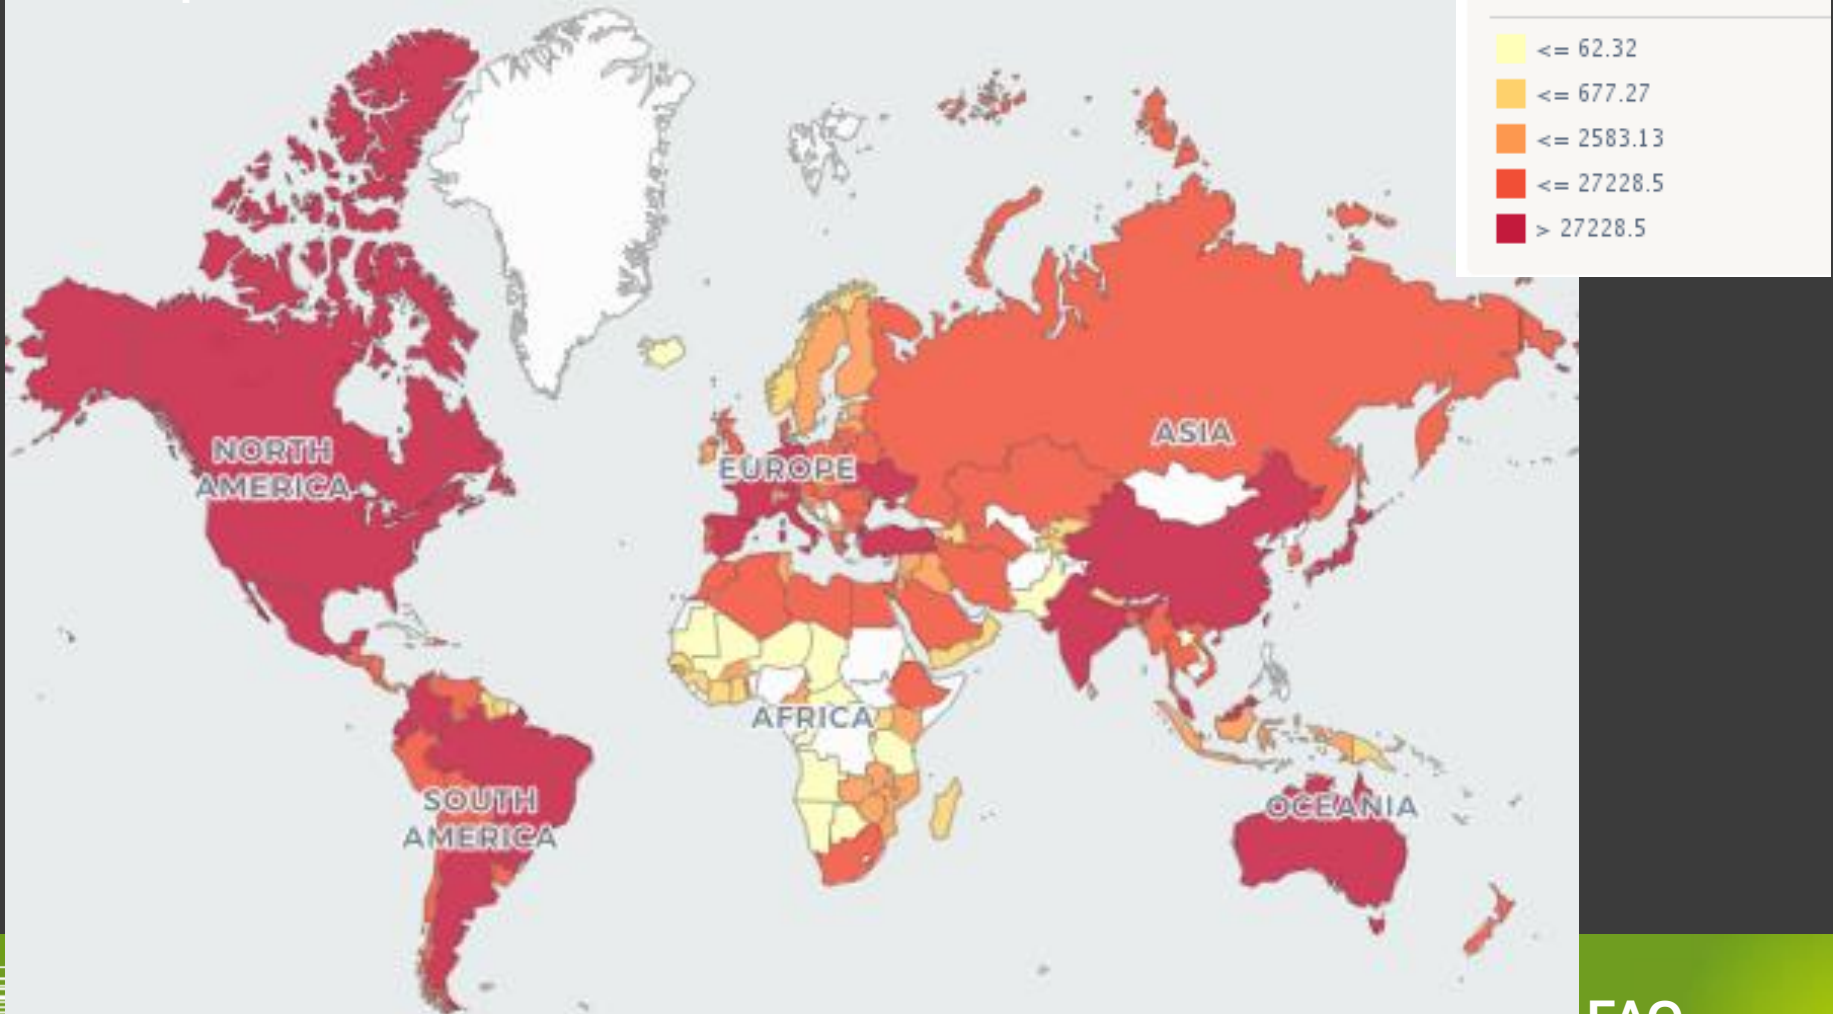 <= 62.32
<= 677.27
<= 2583.13
<= 27228.5
> 27228.5
NORTH
AMERICA
EUROPE
ASIA
AFRICA
SOUTH
AMERICA
OCEANIA